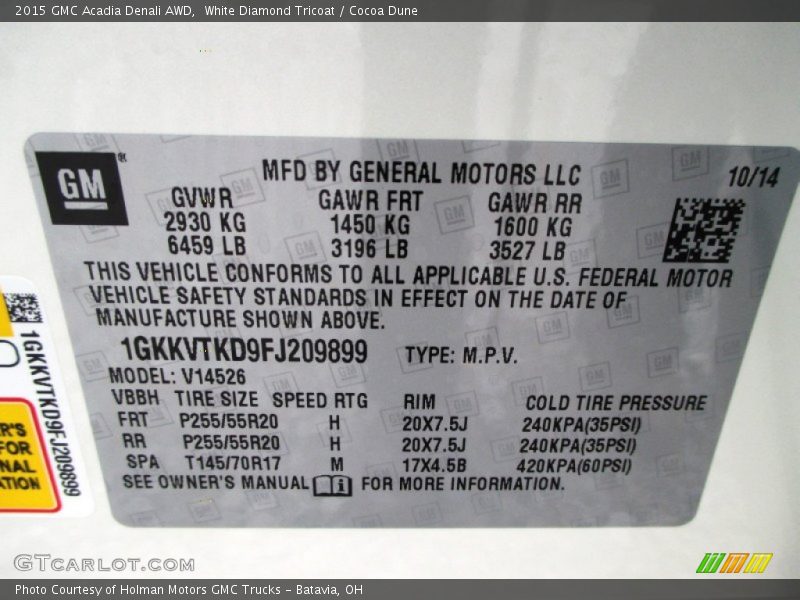 2015 GMC Acadia Denali AWD, White Diamond Tricoat / Cocoa Dune
GM
MFD BY GENERAL MOTORS LLC 10/14
GVWR GAWR FRT GAWR RR
2930 KG 1450 KG 1600 KG
6459 LB 3196 LB 3527 LB
THIS VEHICLE CONFORMS TO ALL APPLICABLE U.S. FEDERAL MOTOR
VEHICLE SAFETY STANDARDS IN EFFECT ON THE DATE OF
MANUFACTURE SHOWN ABOVE.
1GKKVTKD9FJ209899 TYPE: M.P.V.
MODEL: V14526
VBBH TIRE SIZE SPEED RTG RIM COLD TIRE PRESSURE
FRT P255/55R20 H 20X7.5J 240KPA(35PSI)
RR P255/55R20 H 20X7.5J 240KPA(35PSI)
SPA T145/70R17 M 17X4.5B 420KPA(60PSI)
SEE OWNER'S MANUAL FOR MORE INFORMATION.
1GKKVTKD9FJ209899
ER'S
FOR
NAL
ATION
GTCARLOT.COM
Photo Courtesy of Holman Motors GMC Trucks - Batavia, OH